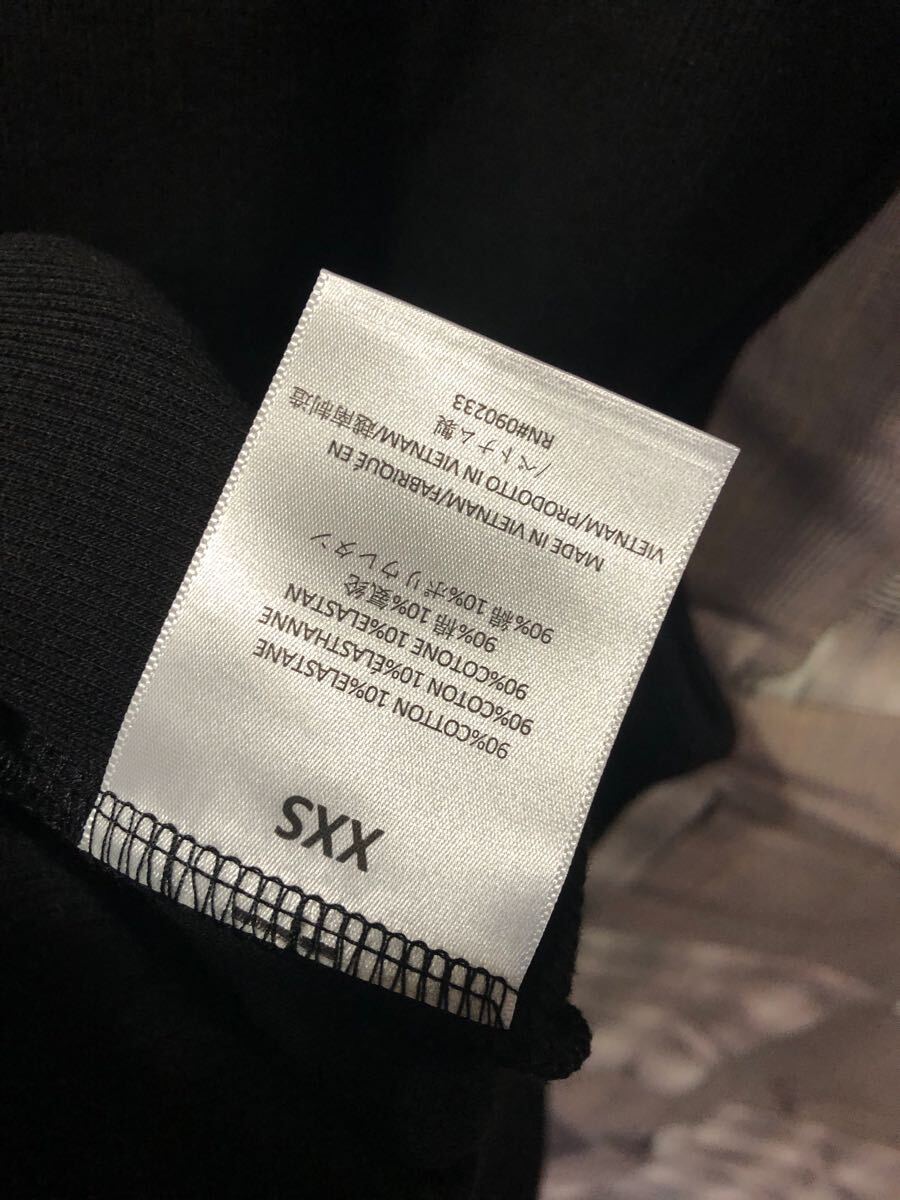 XXS
90%COTTON 10%ELASTANE
90%COTON 10%ÉLASTHANNE
90%COTONE 10%ELASTAN
90%棉 10%氨纶
90%綿 10%ポリウレタン
MADE IN VIETNAM/FABRIQUÉ EN
VIETNAM/PRODOTTO IN VIETNAM/越南制造
/ベトナム製
RN#090233